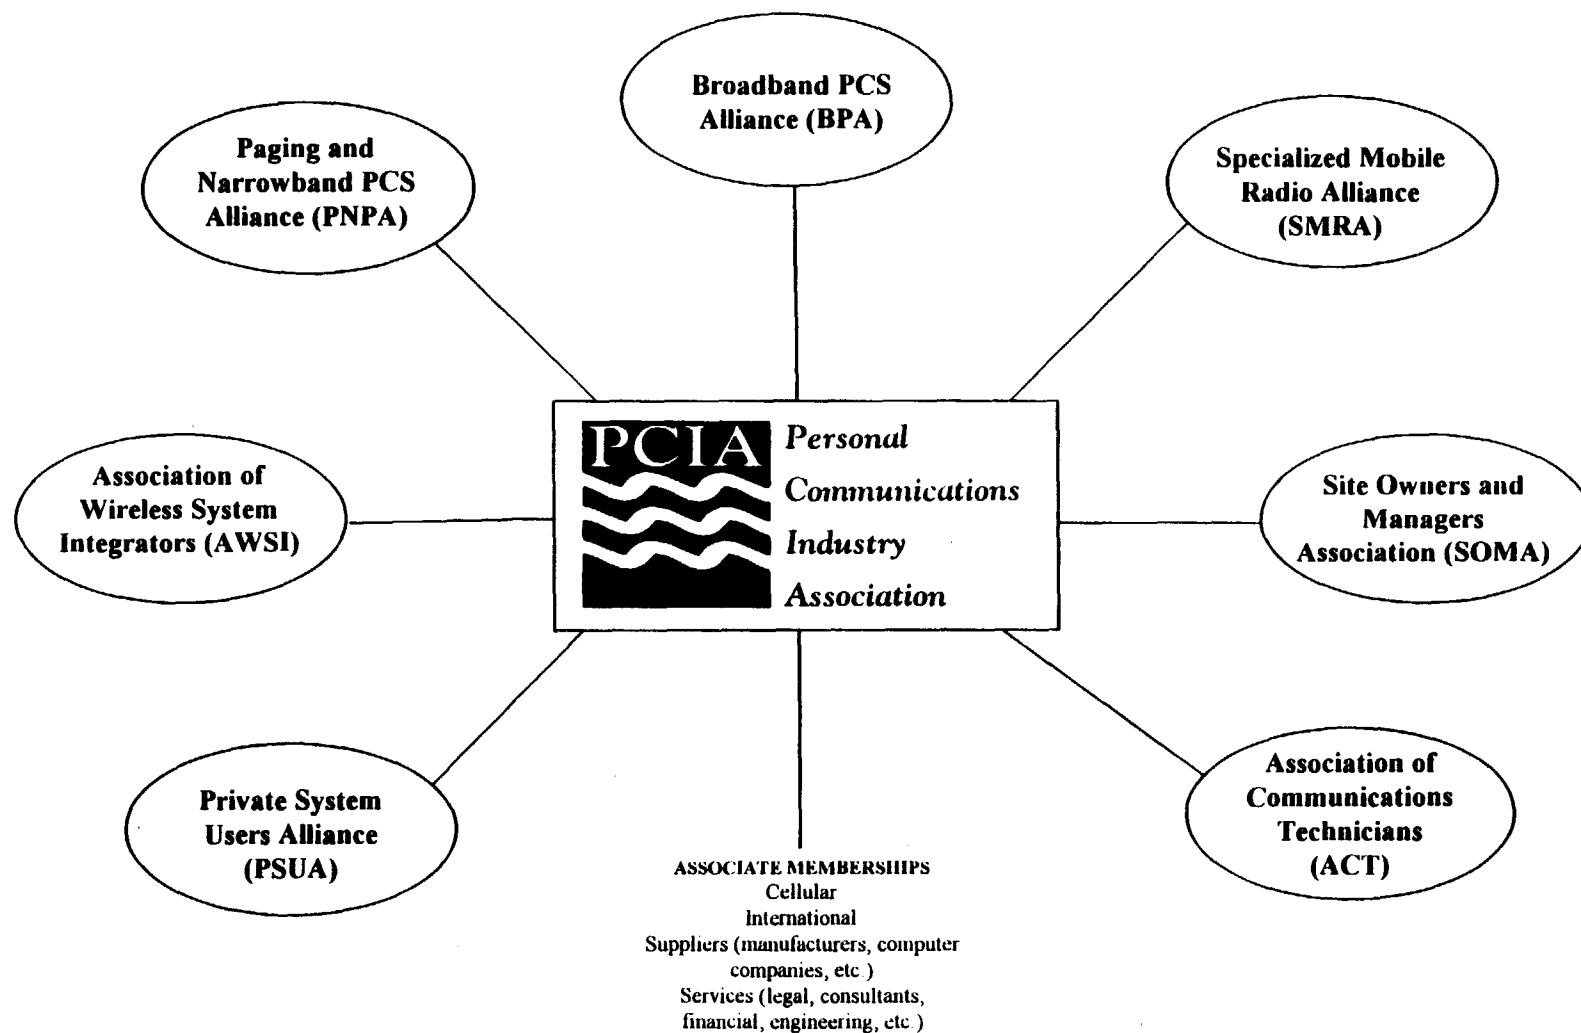 Broadband PCS
Alliance (BPA)
Paging and
Narrowband PCS
Alliance (PNPA)
Specialized Mobile
Radio Alliance
(SMRA)
PCIA
Personal
Communications
Industry
Association
Association of
Wireless System
Integrators (AWSI)
Site Owners and
Managers
Association (SOMA)
Private System
Users Alliance
(PSUA)
Association of
Communications
Technicians
(ACT)
ASSOCIATE MEMBERSHIPS
Cellular
International
Suppliers (manufacturers, computer
companies, etc.)
Services (legal, consultants,
financial, engineering, etc.)